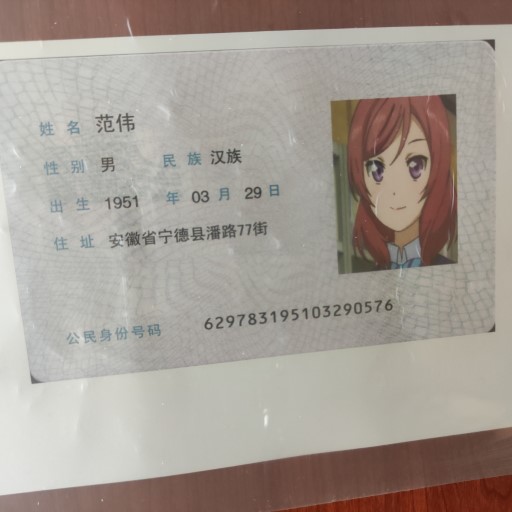 姓名 范伟
性别 男 民族 汉族
出生 1951 年 03 月 29 日
住址 安徽省宁德县潘路77街
公民身份号码 629783195103290576